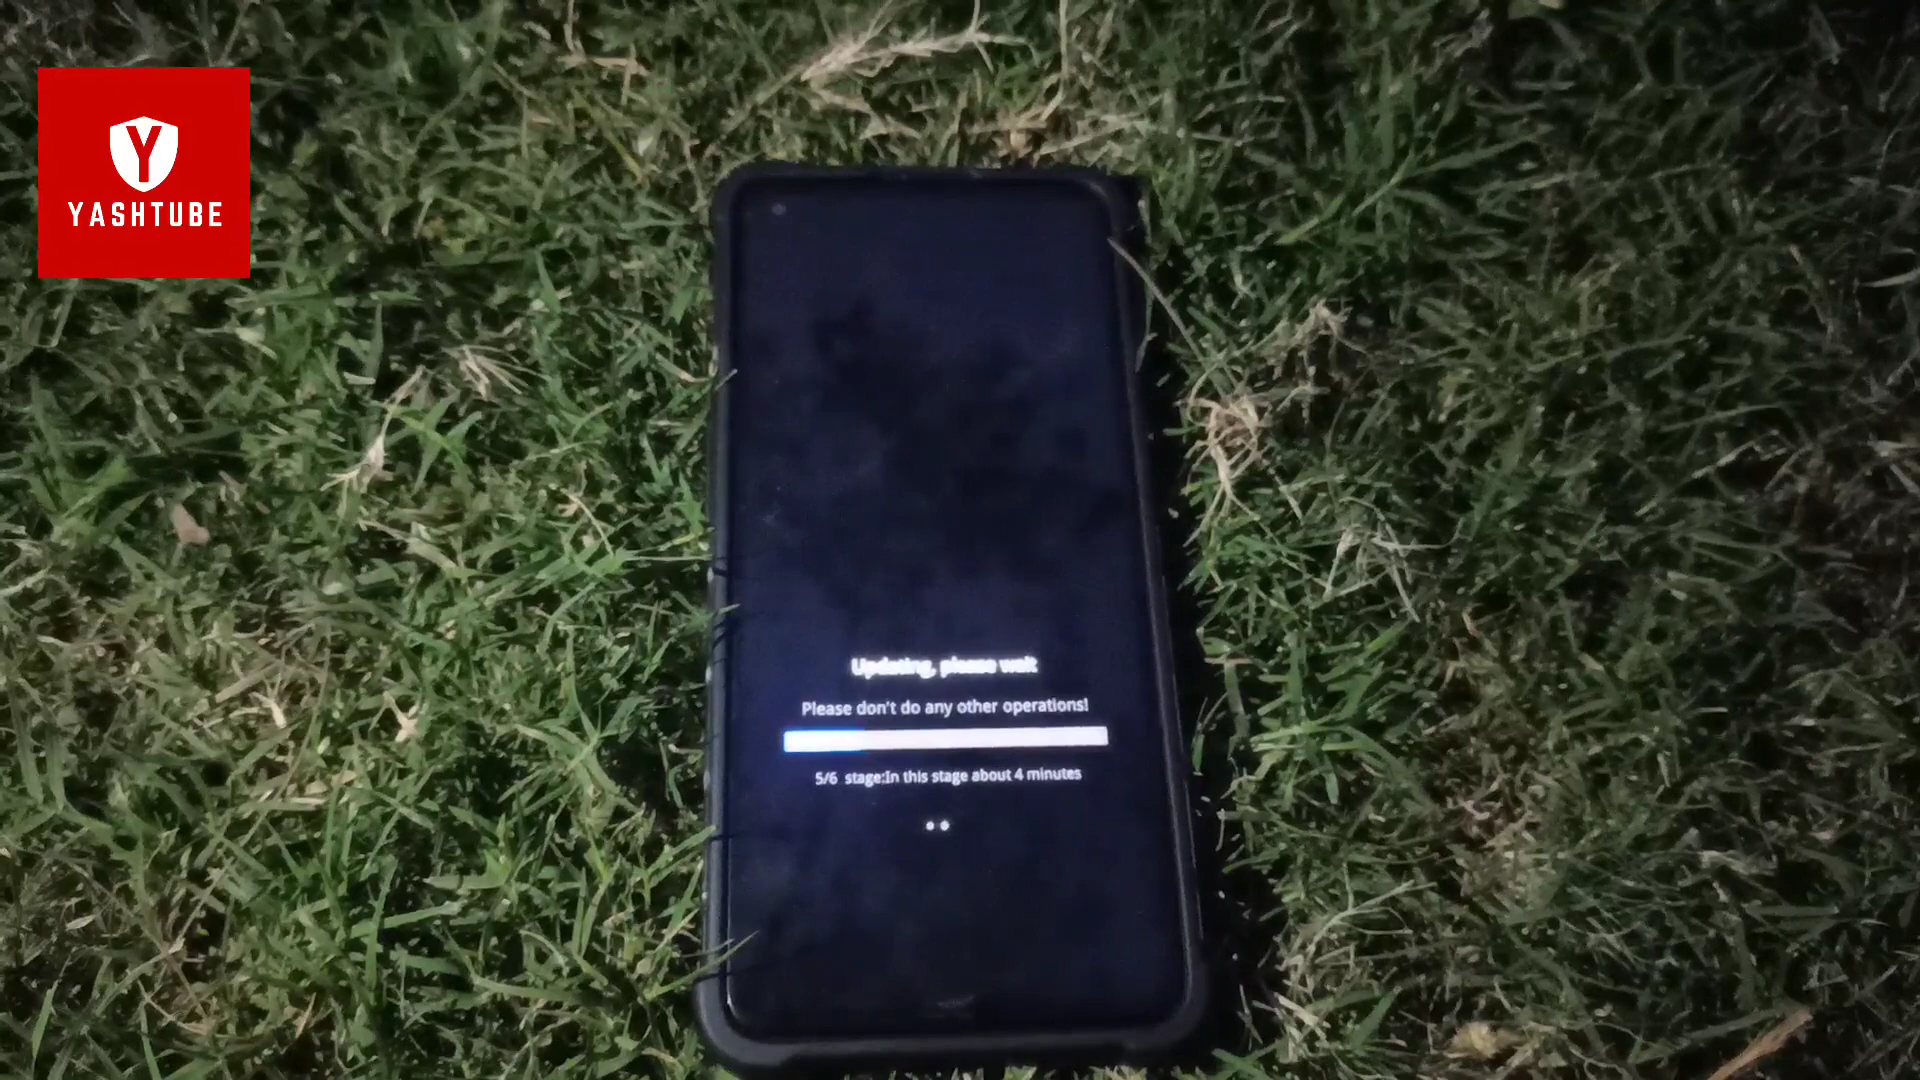 Y
YASHTUBE
Updating, please wait
Please don't do any other operations!
5/6 stage:In this stage about 4 minutes